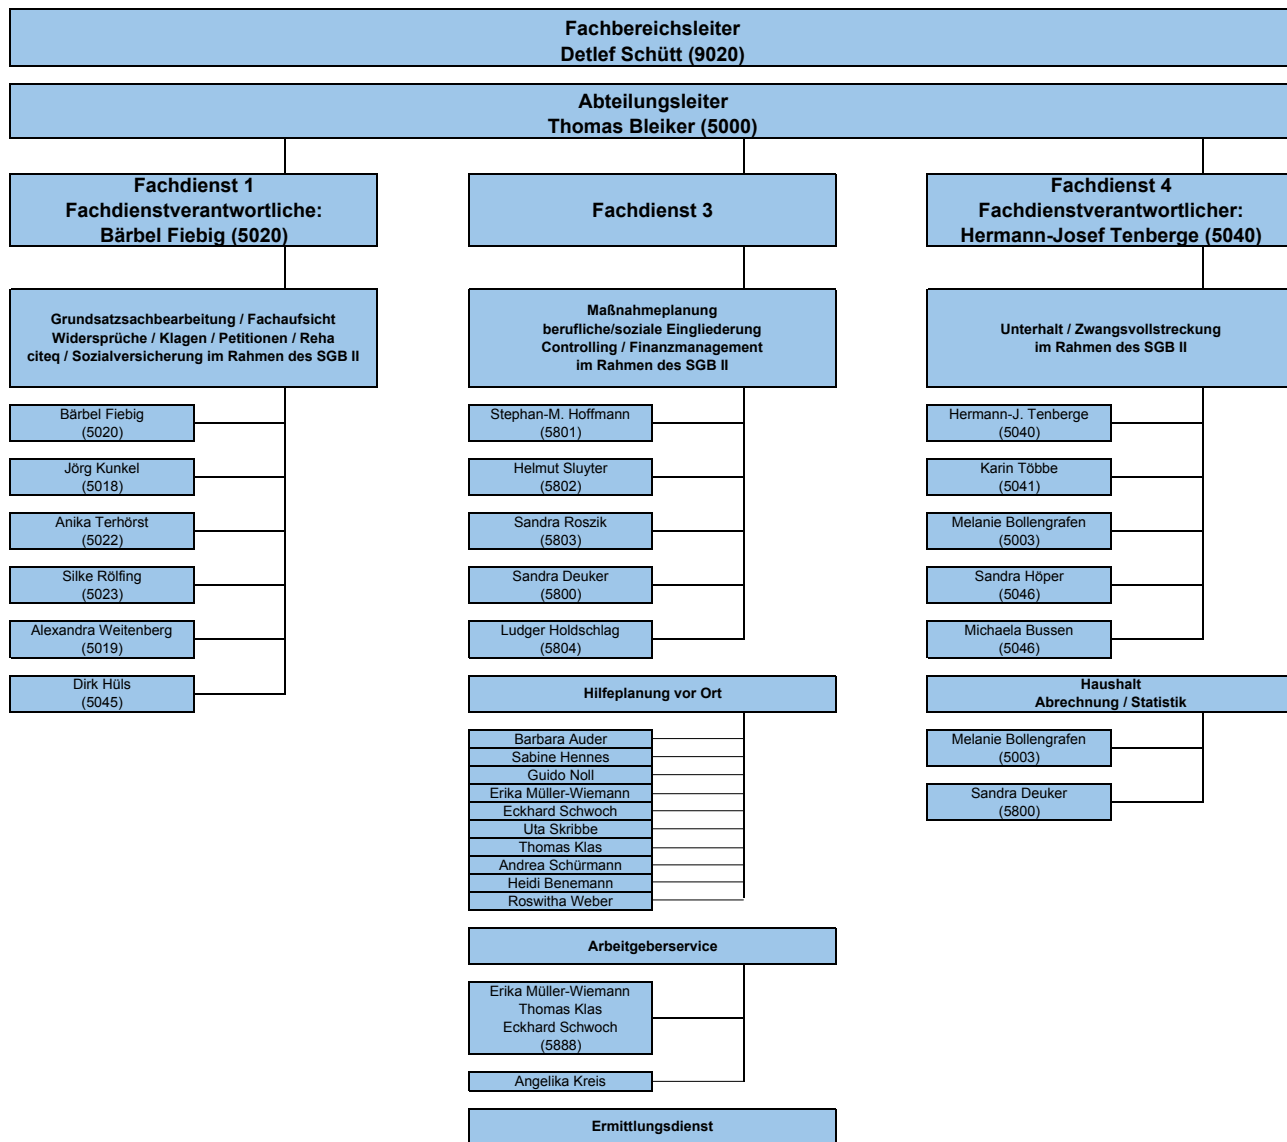 Fachbereichsleiter
Detlef Schütt (9020)
Abteilungsleiter
Thomas Bleiker (5000)
Fachdienst 1
Fachdienstverantwortliche:
Bärbel Fiebig (5020)
Grundsatzsachbearbeitung / Fachaufsicht
Widersprüche / Klagen / Petitionen / Reha
citeq / Sozialversicherung im Rahmen des SGB II
Bärbel Fiebig
(5020)
Jörg Kunkel
(5018)
Anika Terhörst
(5022)
Silke Rölfing
(5023)
Alexandra Weitenberg
(5019)
Dirk Hüls
(5045)
Fachdienst 3
Maßnahmeplanung
berufliche/soziale Eingliederung
Controlling / Finanzmanagement
im Rahmen des SGB II
Stephan-M. Hoffmann
(5801)
Helmut Sluyter
(5802)
Sandra Roszik
(5803)
Sandra Deuker
(5800)
Ludger Holdschlag
(5804)
Hilfeplanung vor Ort
Barbara Auder
Sabine Hennes
Guido Noll
Erika Müller-Wiemann
Eckhard Schwoch
Uta Skribbe
Thomas Klas
Andrea Schürmann
Heidi Benemann
Roswitha Weber
Arbeitgeberservice
Erika Müller-Wiemann
Thomas Klas
Eckhard Schwoch
(5888)
Angelika Kreis
Ermittlungsdienst
Fachdienst 4
Fachdienstverantwortlicher:
Hermann-Josef Tenberge (5040)
Unterhalt / Zwangsvollstreckung
im Rahmen des SGB II
Hermann-J. Tenberge
(5040)
Karin Többe
(5041)
Melanie Bollengrafen
(5003)
Sandra Höper
(5046)
Michaela Bussen
(5046)
Haushalt
Abrechnung / Statistik
Melanie Bollengrafen
(5003)
Sandra Deuker
(5800)